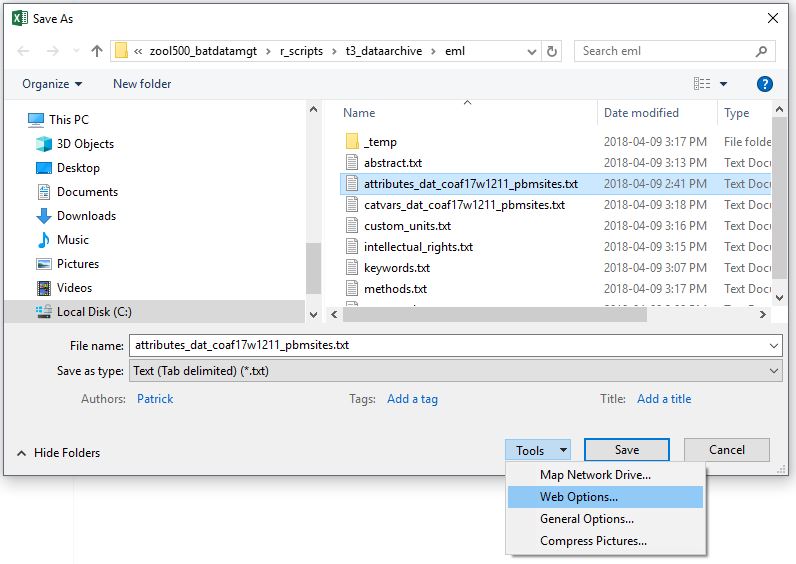 Save As
zool500_batdatamgt > r_scripts > t3_dataarchive > eml
Search eml
Organize
New folder
?
This PC
3D Objects
Desktop
Documents
Downloads
Music
Pictures
Videos
Local Disk (C:)
Name Date modified Type
_temp 2018-04-09 3:17 PM File folde
abstract.txt 2018-04-09 3:13 PM Text Docu
attributes_dat_coaf17w1211_pbmsites.txt 2018-04-09 2:41 PM Text Docu
catvars_dat_coaf17w1211_pbmsites.txt 2018-04-09 3:18 PM Text Docu
custom_units.txt 2018-04-09 3:16 PM Text Docu
intellectual_rights.txt 2018-04-09 3:15 PM Text Docu
keywords.txt 2018-04-09 3:07 PM Text Docu
methods.txt 2018-04-09 3:17 PM Text Docu
File name: attributes_dat_coaf17w1211_pbmsites.txt
Save as type: Text (Tab delimited) (*.txt)
Authors: Patrick Tags: Add a tag Title: Add a title
Hide Folders
Tools Save Cancel
Map Network Drive...
Web Options...
General Options...
Compress Pictures...